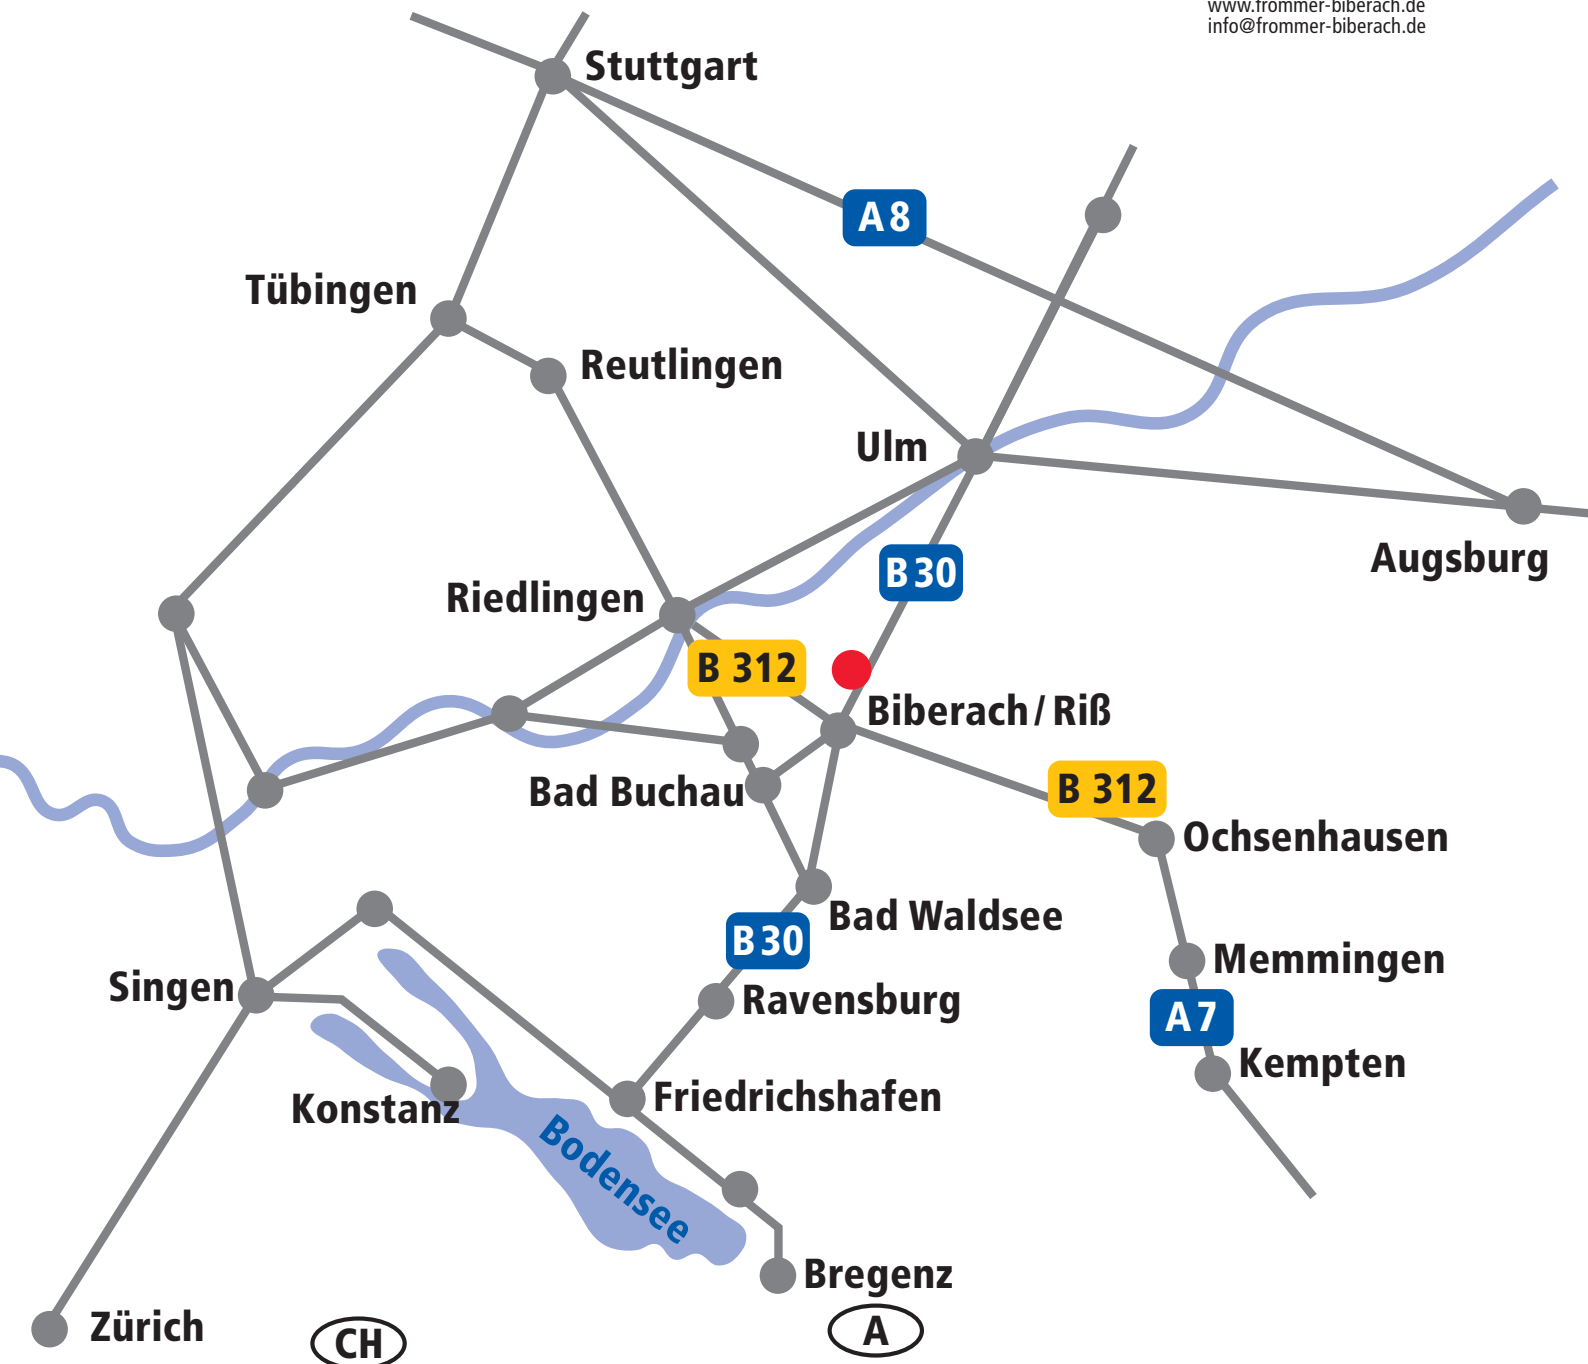 www.frommer-biberach.de
info@frommer-biberach.de
Stuttgart
A 8
Tübingen
Reutlingen
Ulm
Augsburg
B 30
Riedlingen
B 312
Biberach / Riß
Bad Buchau
B 312
Ochsenhausen
Bad Waldsee
B 30
Memmingen
Singen
Ravensburg
A 7
Kempten
Konstanz
Friedrichshafen
Bodensee
Bregenz
Zürich
CH
A